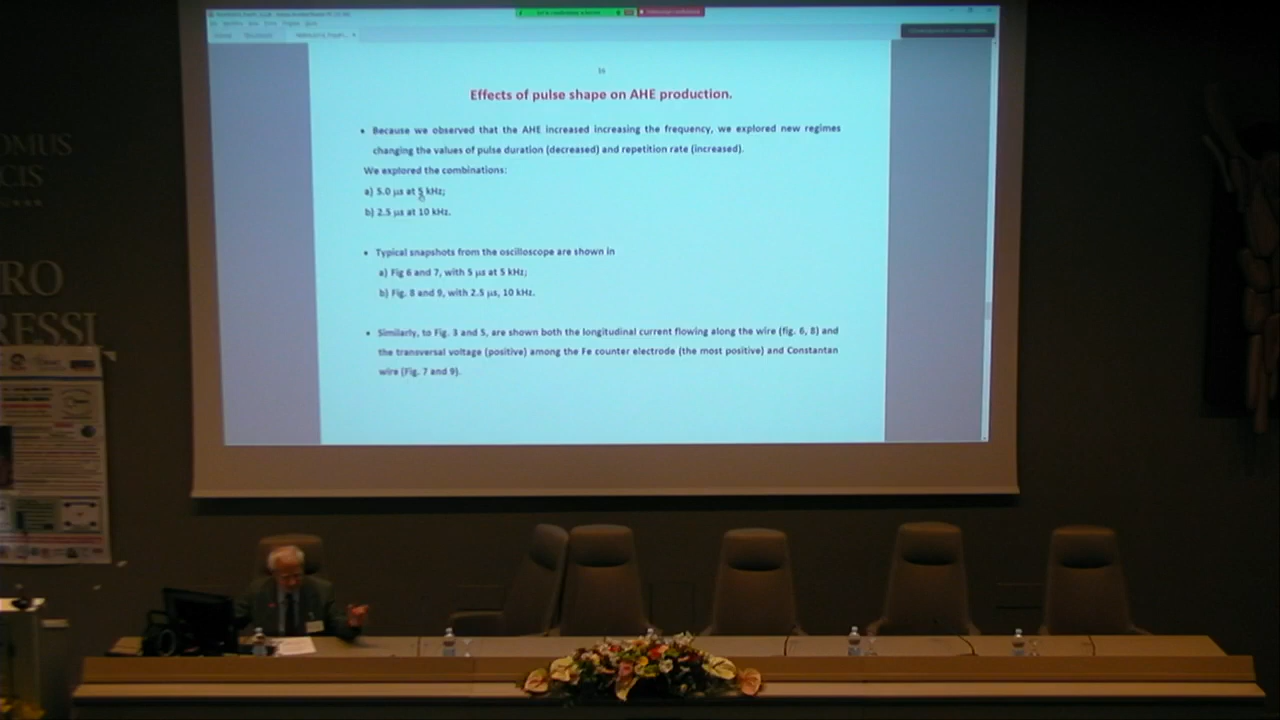 OMUS
CIS
RO
RESSI
16
Effects of pulse shape on AHE production.
• Because we observed that the AHE increased increasing the frequency, we explored new regimes
changing the values of pulse duration (decreased) and repetition rate (increased).
We explored the combinations:
a) 5.0 μs at 5 kHz;
b) 2.5 μs at 10 kHz.
• Typical snapshots from the oscilloscope are shown in
a) Fig 6 and 7, with 5 μs at 5 kHz;
b) Fig. 8 and 9, with 2.5 μs, 10 kHz.
• Similarly, to Fig. 3 and 5, are shown both the longitudinal current flowing along the wire (fig. 6, 8) and
the transversal voltage (positive) among the Fe counter electrode (the most positive) and Constantan
wire (Fig. 7 and 9).